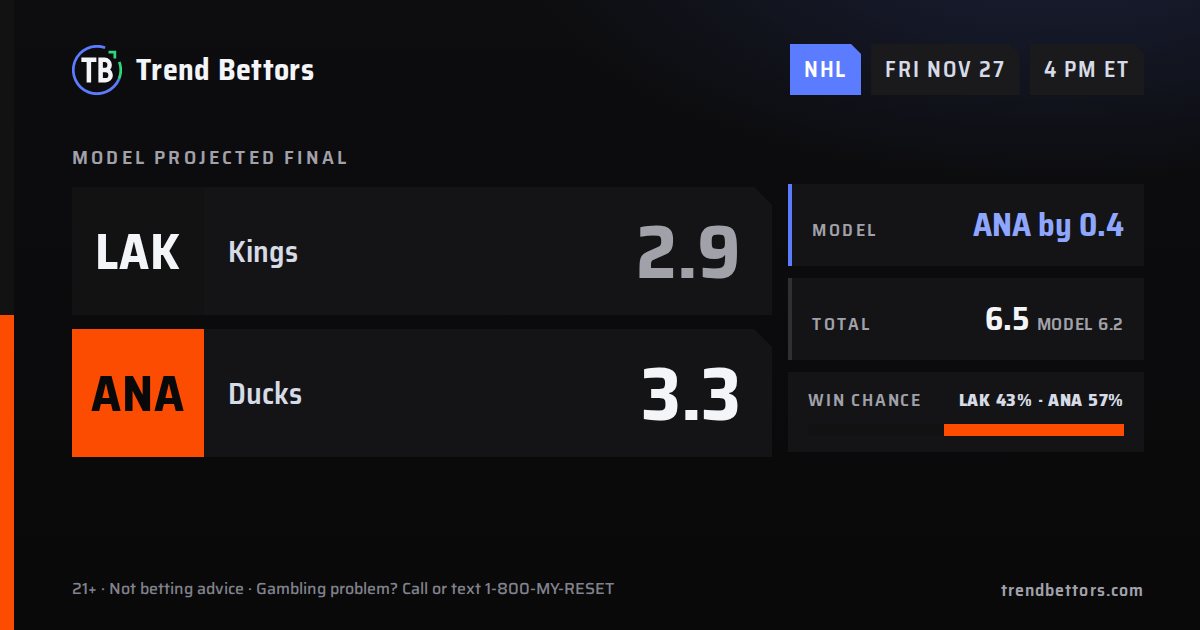 TB Trend Bettors
NHL FRI NOV 27 4 PM ET
MODEL PROJECTED FINAL
LAK Kings 2.9
ANA Ducks 3.3
MODEL ANA by 0.4
TOTAL 6.5 MODEL 6.2
WIN CHANCE LAK 43% · ANA 57%
21+ · Not betting advice · Gambling problem? Call or text 1-800-MY-RESET
trendbettors.com